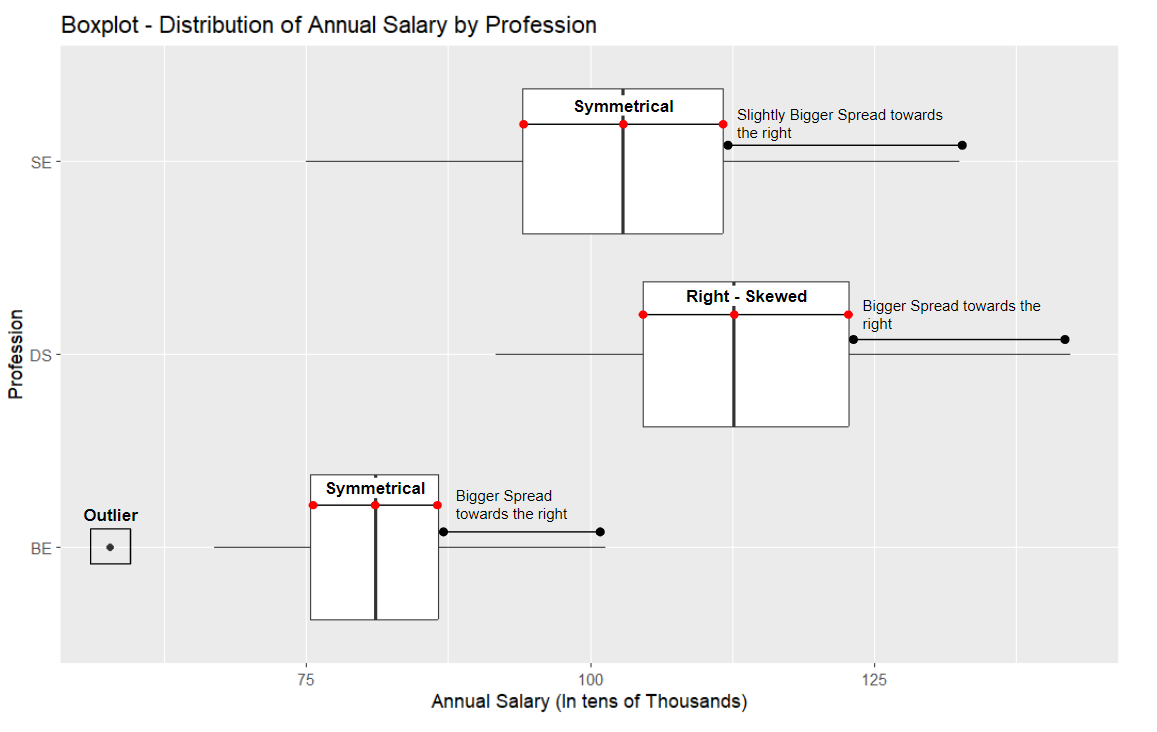 Boxplot - Distribution of Annual Salary by Profession
Symmetrical
Slightly Bigger Spread towards
the right
SE
Right - Skewed
Bigger Spread towards the
right
DS
Profession
Symmetrical
Bigger Spread
towards the right
Outlier
BE
75
100
125
Annual Salary (In tens of Thousands)